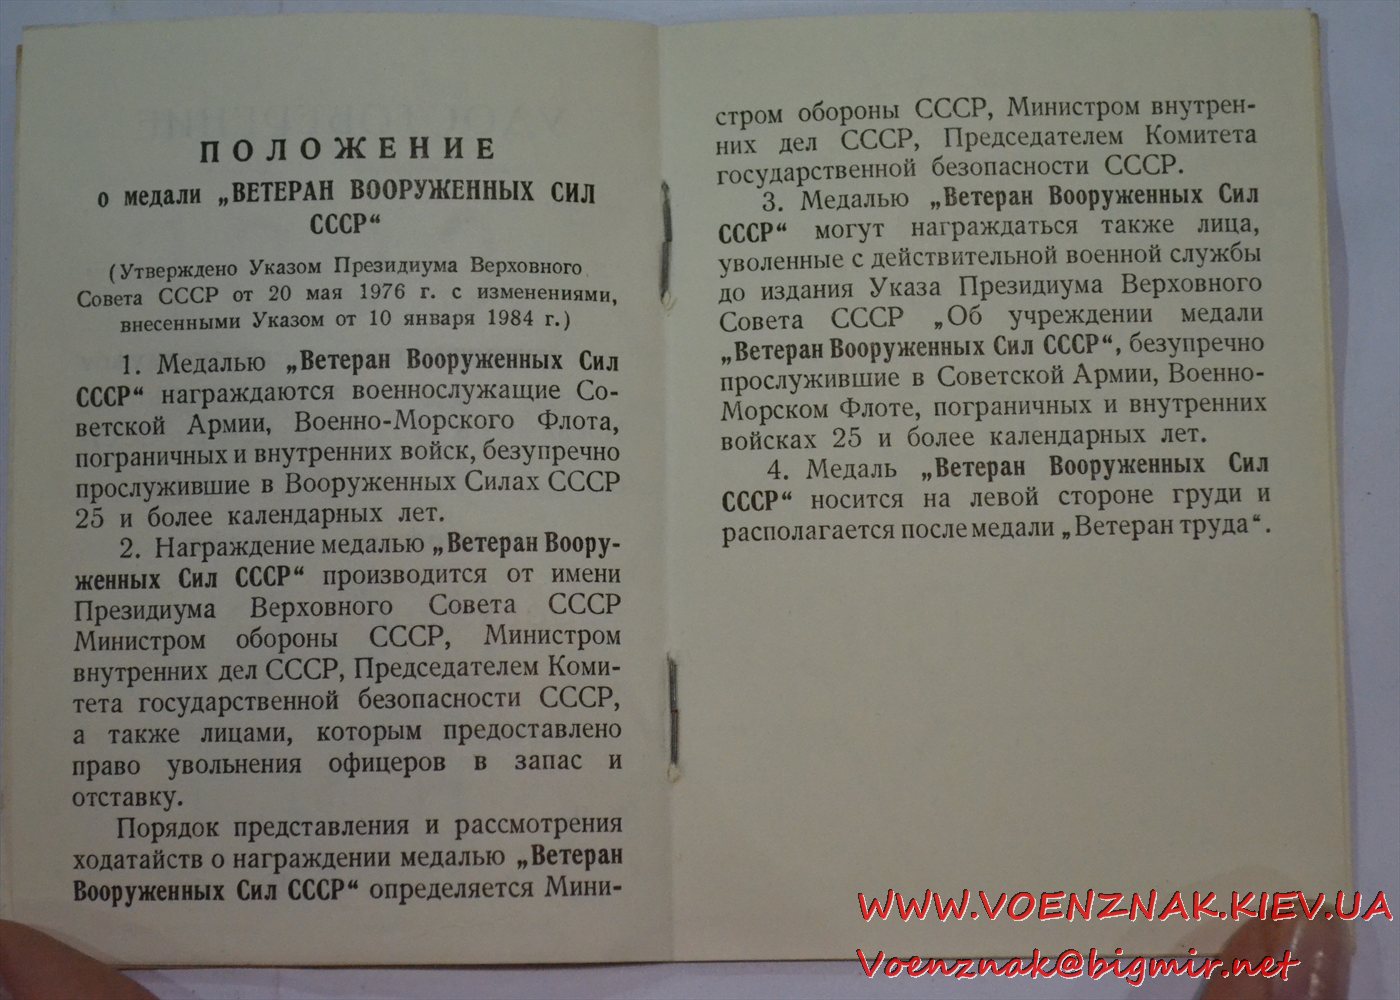 ПОЛОЖЕНИЕ
о медали „ВЕТЕРАН ВООРУЖЕННЫХ СИЛ
СССР“
(Утверждено Указом Президиума Верховного
Совета СССР от 20 мая 1976 г. с изменениями,
внесенными Указом от 10 января 1984 г.)
1. Медалью „Ветеран Вооруженных Сил
СССР“ награждаются военнослужащие Со-
ветской Армии, Военно-Морского Флота,
пограничных и внутренних войск, безупречно
прослужившие в Вооруженных Силах СССР
25 и более календарных лет.
2. Награждение медалью „Ветеран Воору-
женных Сил СССР“ производится от имени
Президиума Верховного Совета СССР
Министром обороны СССР, Министром
внутренних дел СССР, Председателем Коми-
тета государственной безопасности СССР,
а также лицами, которым предоставлено
право увольнения офицеров в запас и
отставку.
Порядок представления и рассмотрения
ходатайств о награждении медалью „Ветеран
Вооруженных Сил СССР“ определяется Мини-
стром обороны СССР, Министром внутрен-
них дел СССР, Председателем Комитета
государственной безопасности СССР.
3. Медалью „Ветеран Вооруженных Сил
СССР“ могут награждаться также лица,
уволенные с действительной военной службы
до издания Указа Президиума Верховного
Совета СССР „Об учреждении медали
„Ветеран Вооруженных Сил СССР“, безупречно
прослужившие в Советской Армии, Военно-
Морском Флоте, пограничных и внутренних
войсках 25 и более календарных лет.
4. Медаль „Ветеран Вооруженных Сил
СССР“ носится на левой стороне груди и
располагается после медали „Ветеран труда“.
WWW.VOENZNAK.KIEV.UA
Voenznak@bigmir.net